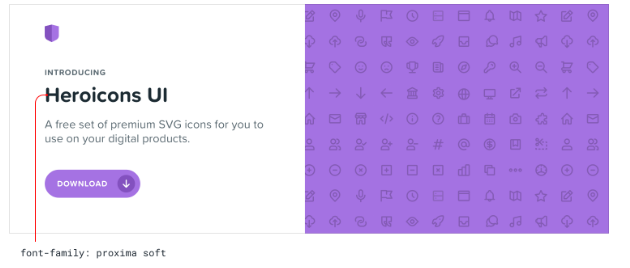 INTRODUCING
Heroicons UI
A free set of premium SVG icons for you to
use on your digital products.
DOWNLOAD
font-family: proxima soft